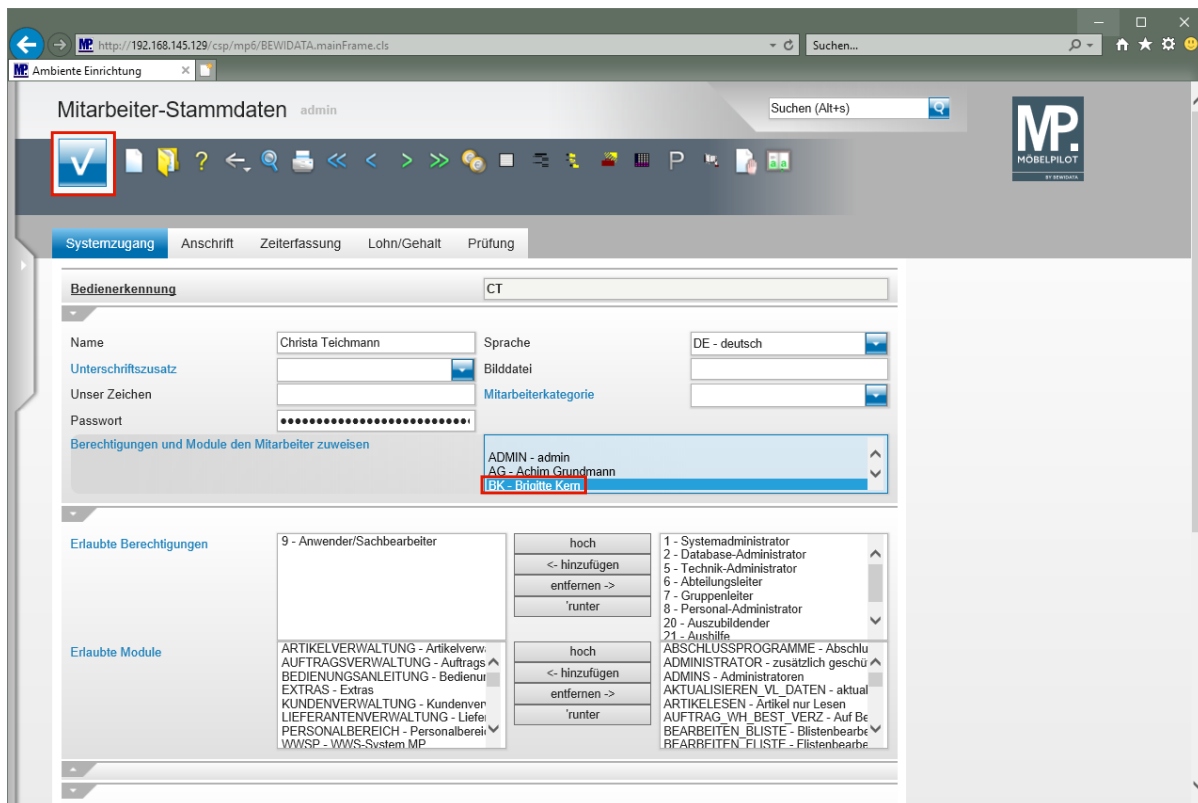 http://192.168.145.129/csp/mp6/BEWIDATA.mainFrame.cls
Suchen...
MP. Ambiente Einrichtung
Mitarbeiter-Stammdaten admin
Suchen (Alt+s)
MP.
MÖBELPILOT
BY BEWIDATA
Systemzugang Anschrift Zeiterfassung Lohn/Gehalt Prüfung
Bedienerkennung CT
Name Christa Teichmann Sprache DE - deutsch
Unterschriftszusatz Bilddatei
Unser Zeichen Mitarbeiterkategorie
Passwort
Berechtigungen und Module den Mitarbeiter zuweisen
ADMIN - admin
AG - Achim Grundmann
BK - Brigitte Kern
Erlaubte Berechtigungen
9 - Anwender/Sachbearbeiter
hoch
<- hinzufügen
entfernen ->
'runter
1 - Systemadministrator
2 - Database-Administrator
5 - Technik-Administrator
6 - Abteilungsleiter
7 - Gruppenleiter
8 - Personal-Administrator
20 - Auszubildender
21 - Aushilfe
Erlaubte Module
ARTIKELVERWALTUNG - Artikelverw
AUFTRAGSVERWALTUNG - Auftrags
BEDIENUNGSANLEITUNG - Bedienun
EXTRAS - Extras
KUNDENVERWALTUNG - Kundenver
LIEFERANTENVERWALTUNG - Liefe
PERSONALBEREICH - Personalberei
WWSP - WWS-System MP
hoch
<- hinzufügen
entfernen ->
'runter
ABSCHLUSSPROGRAMME - Abschlu
ADMINISTRATOR - zusätlich geschü
ADMINS - Administratoren
AKTUALISIEREN_VL_DATEN - aktual
ARTIKELESEN - Artikel nur Lesen
AUFTRAG_WH_BEST_VERZ - Auf Be
BEARBEITEN_BLISTE - Blistenbearbe
BEARBEITEN_FLISTE - Flistenbearbe